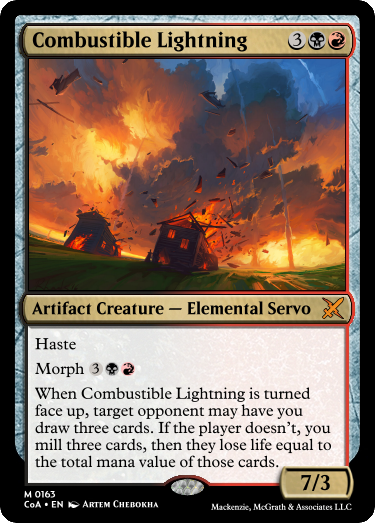 Combustible Lightning 3
Artifact Creature — Elemental Servo
Haste
Morph 3
When Combustible Lightning is turned
face up, target opponent may have you
draw three cards. If the player doesn't, you
mill three cards, then they lose life equal to
the total mana value of those cards.
7/3
M 0163
CoA • EN Artem Chebokha
Mackenzie, McGrath & Associates LLC